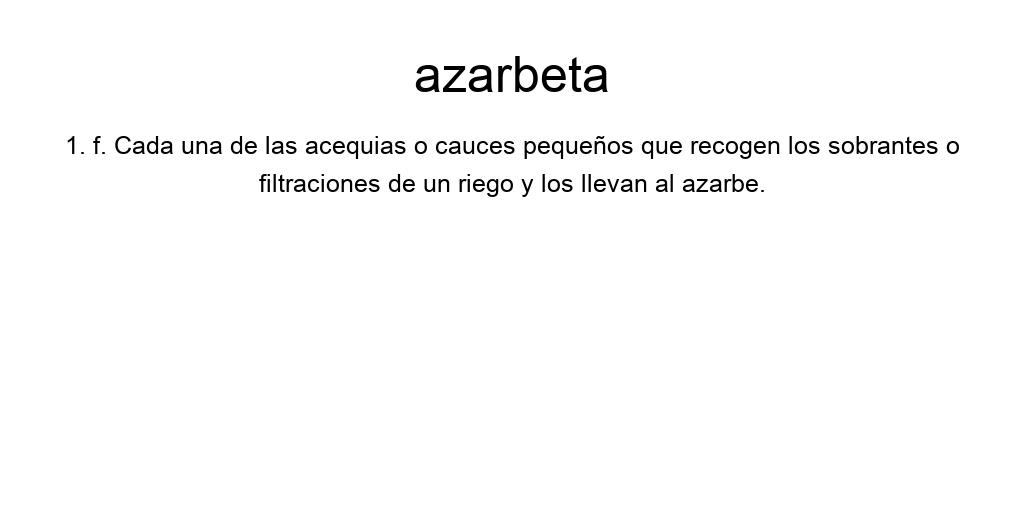 azarbeta
1. f. Cada una de las acequias o cauces pequeños que recogen los sobrantes o
filtraciones de un riego y los llevan al azarbe.